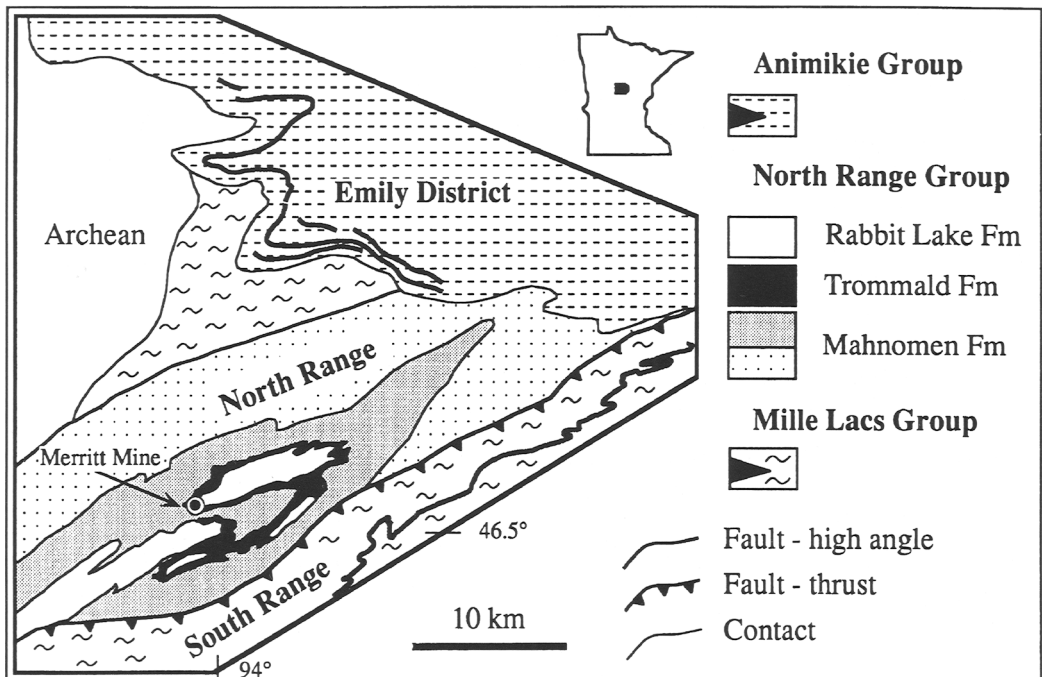 Animikie Group
North Range Group
Rabbit Lake Fm
Trommald Fm
Mahnomen Fm
Mille Lacs Group
Fault - high angle
Fault - thrust
Contact
Emily District
Archean
North Range
Merritt Mine
South Range
46.5°
94°
10 km